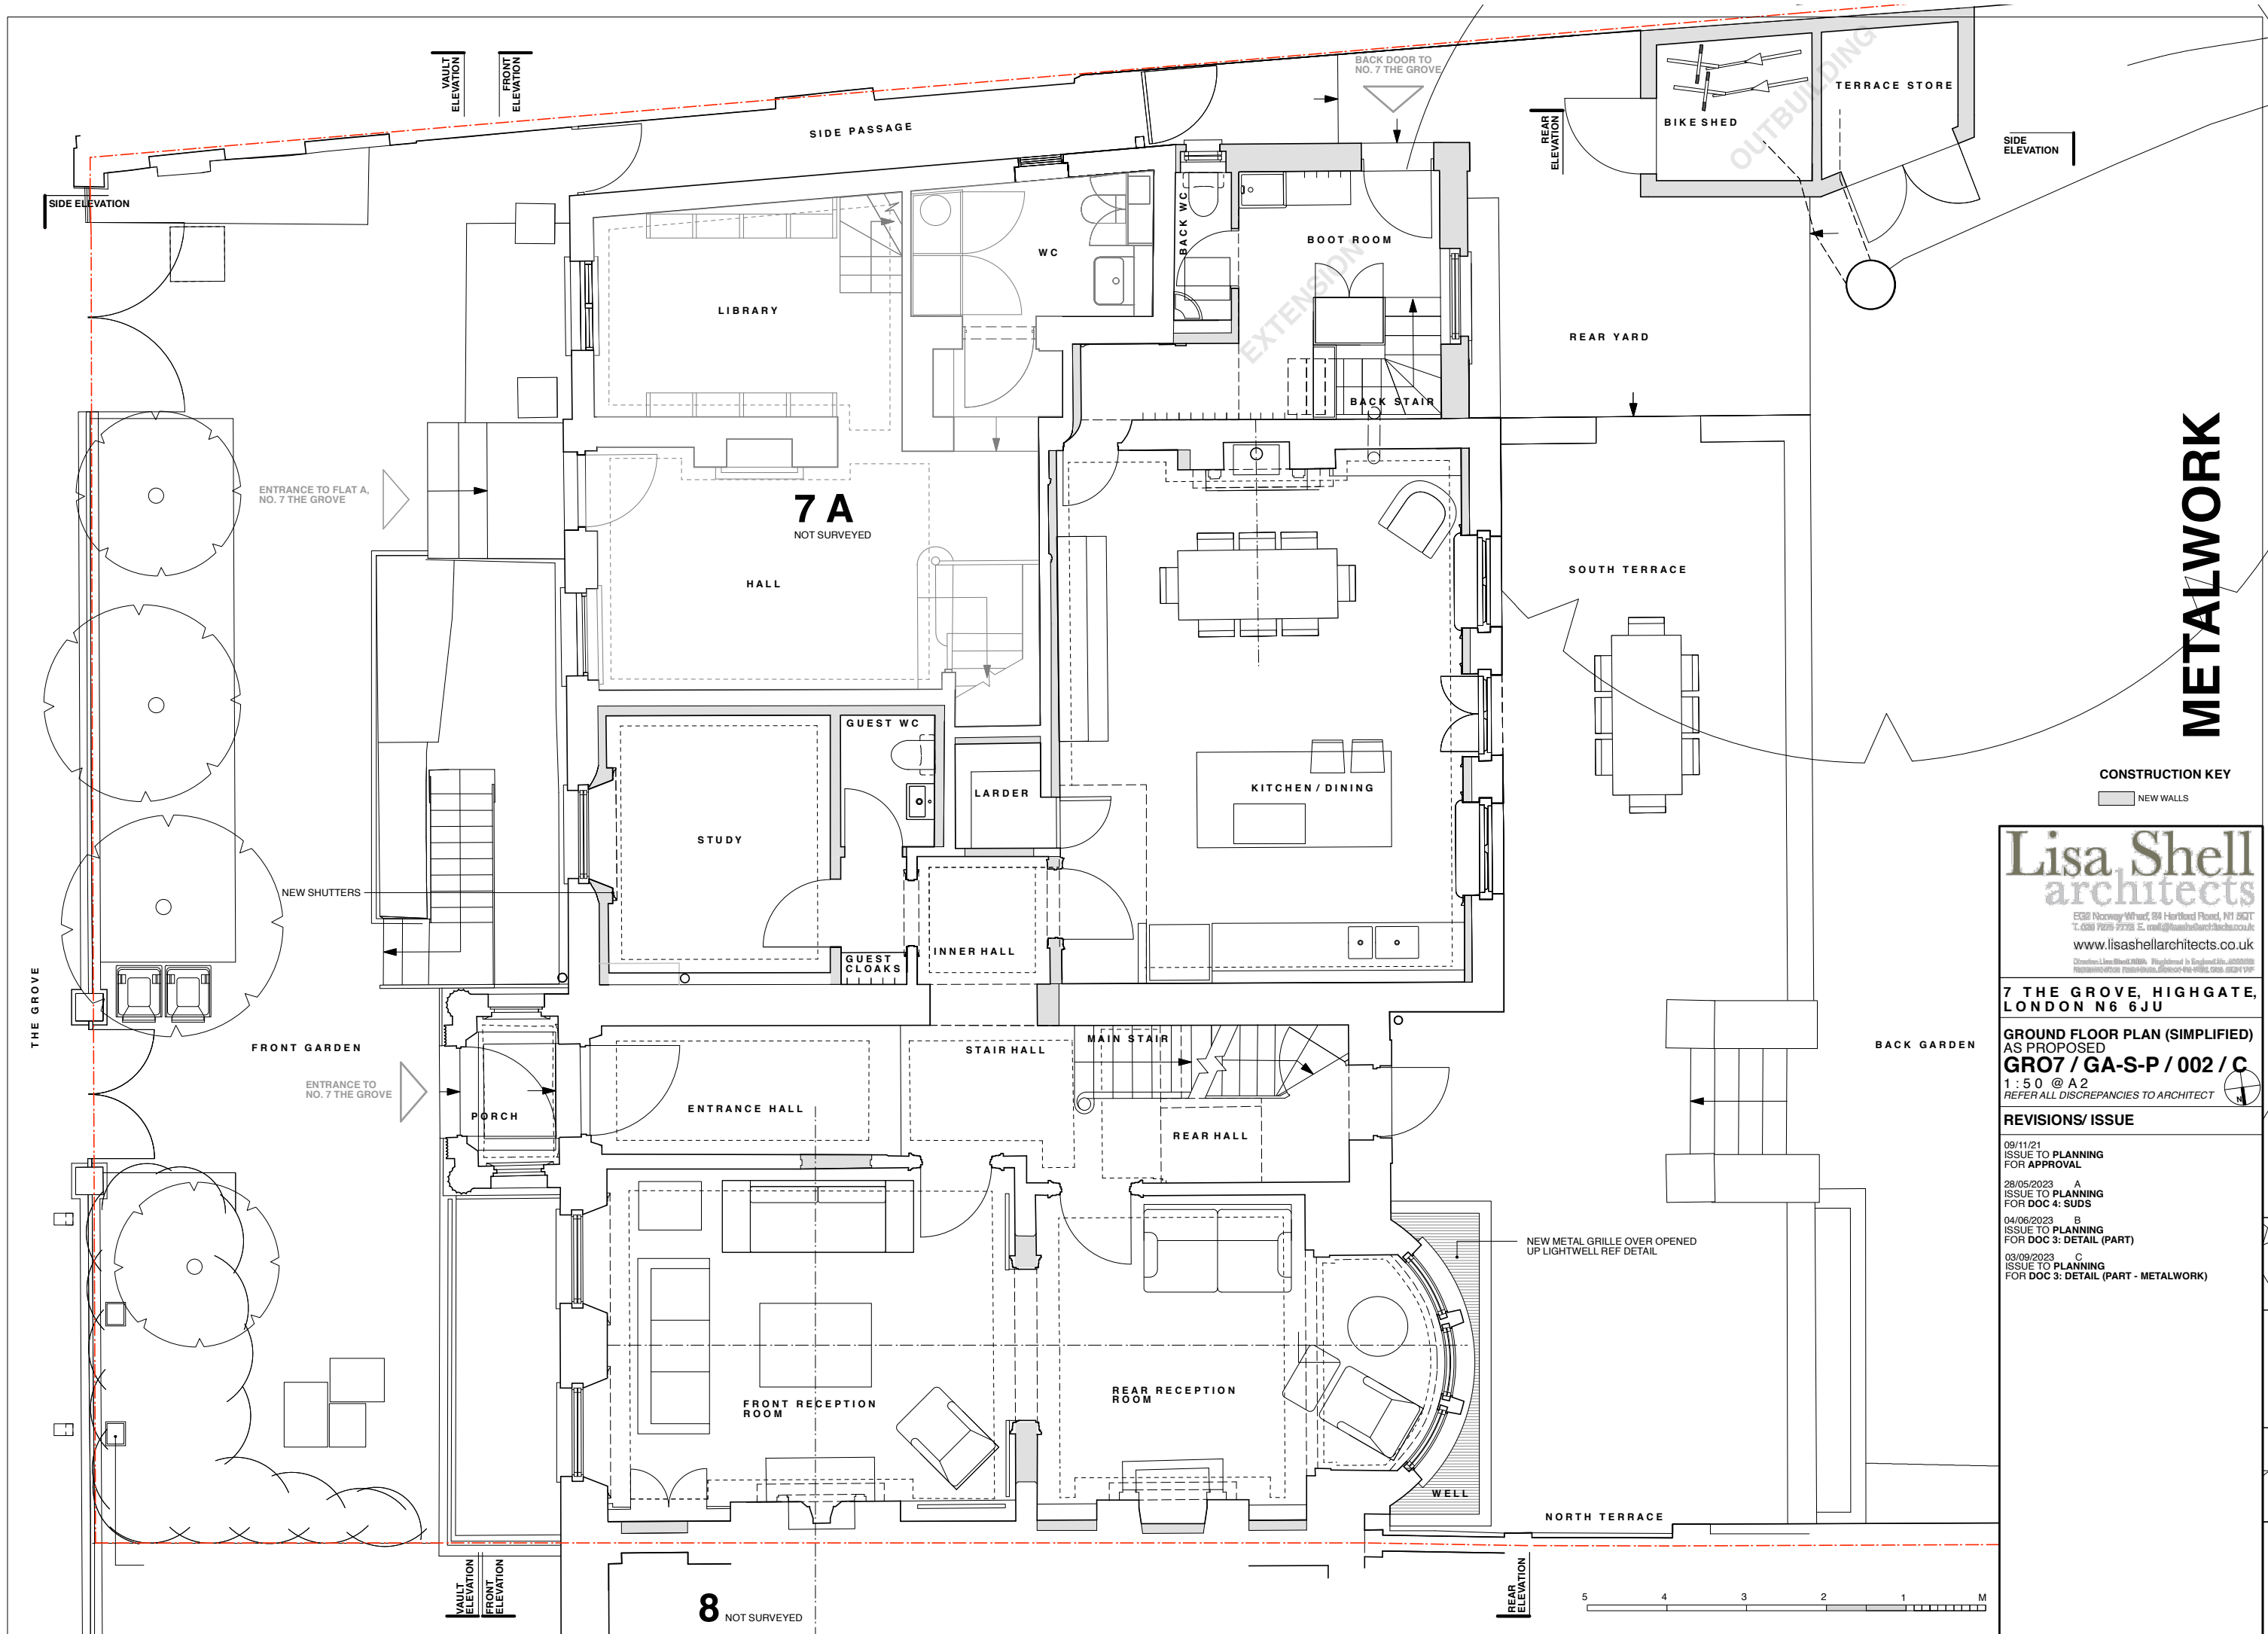 VAULT
ELEVATION
FRONT
ELEVATION
BACK DOOR TO
NO. 7 THE GROVE
SIDE PASSAGE
REAR
ELEVATION
BIKE SHED
TERRACE STORE
OUTBUILDING
SIDE
ELEVATION
SIDE ELEVATION
LIBRARY
WC
BACK WC
BOOT ROOM
EXTENSION
REAR YARD
BACK STAIR
ENTRANCE TO FLAT A,
NO. 7 THE GROVE
7 A
NOT SURVEYED
HALL
SOUTH TERRACE
METALWORK
GUEST WC
LARDER
KITCHEN / DINING
STUDY
NEW SHUTTERS
INNER HALL
GUEST
CLOAKS
THE GROVE
FRONT GARDEN
ENTRANCE TO
NO. 7 THE GROVE
PORCH
ENTRANCE HALL
STAIR HALL
MAIN STAIR
REAR HALL
BACK GARDEN
NEW METAL GRILLE OVER OPENED
UP LIGHTWELL REF DETAIL
FRONT RECEPTION
ROOM
REAR RECEPTION
ROOM
WELL
NORTH TERRACE
VAULT
ELEVATION
FRONT
ELEVATION
8 NOT SURVEYED
REAR
ELEVATION
5 4 3 2 1 M
CONSTRUCTION KEY
NEW WALLS
Lisa Shell
architects
www.lisashellarchitects.co.uk
7 THE GROVE, HIGHGATE,
LONDON N6 6JU
GROUND FLOOR PLAN (SIMPLIFIED)
AS PROPOSED
GRO7 / GA-S-P / 002 / C
1:50 @ A2
REFER ALL DISCREPANCIES TO ARCHITECT
N
REVISIONS/ ISSUE
09/11/21
ISSUE TO PLANNING
FOR APPROVAL
28/05/2023 A
ISSUE TO PLANNING
FOR DOC 4: SUDS
04/06/2023 B
ISSUE TO PLANNING
FOR DOC 3: DETAIL (PART)
03/09/2023 C
ISSUE TO PLANNING
FOR DOC 3: DETAIL (PART - METALWORK)